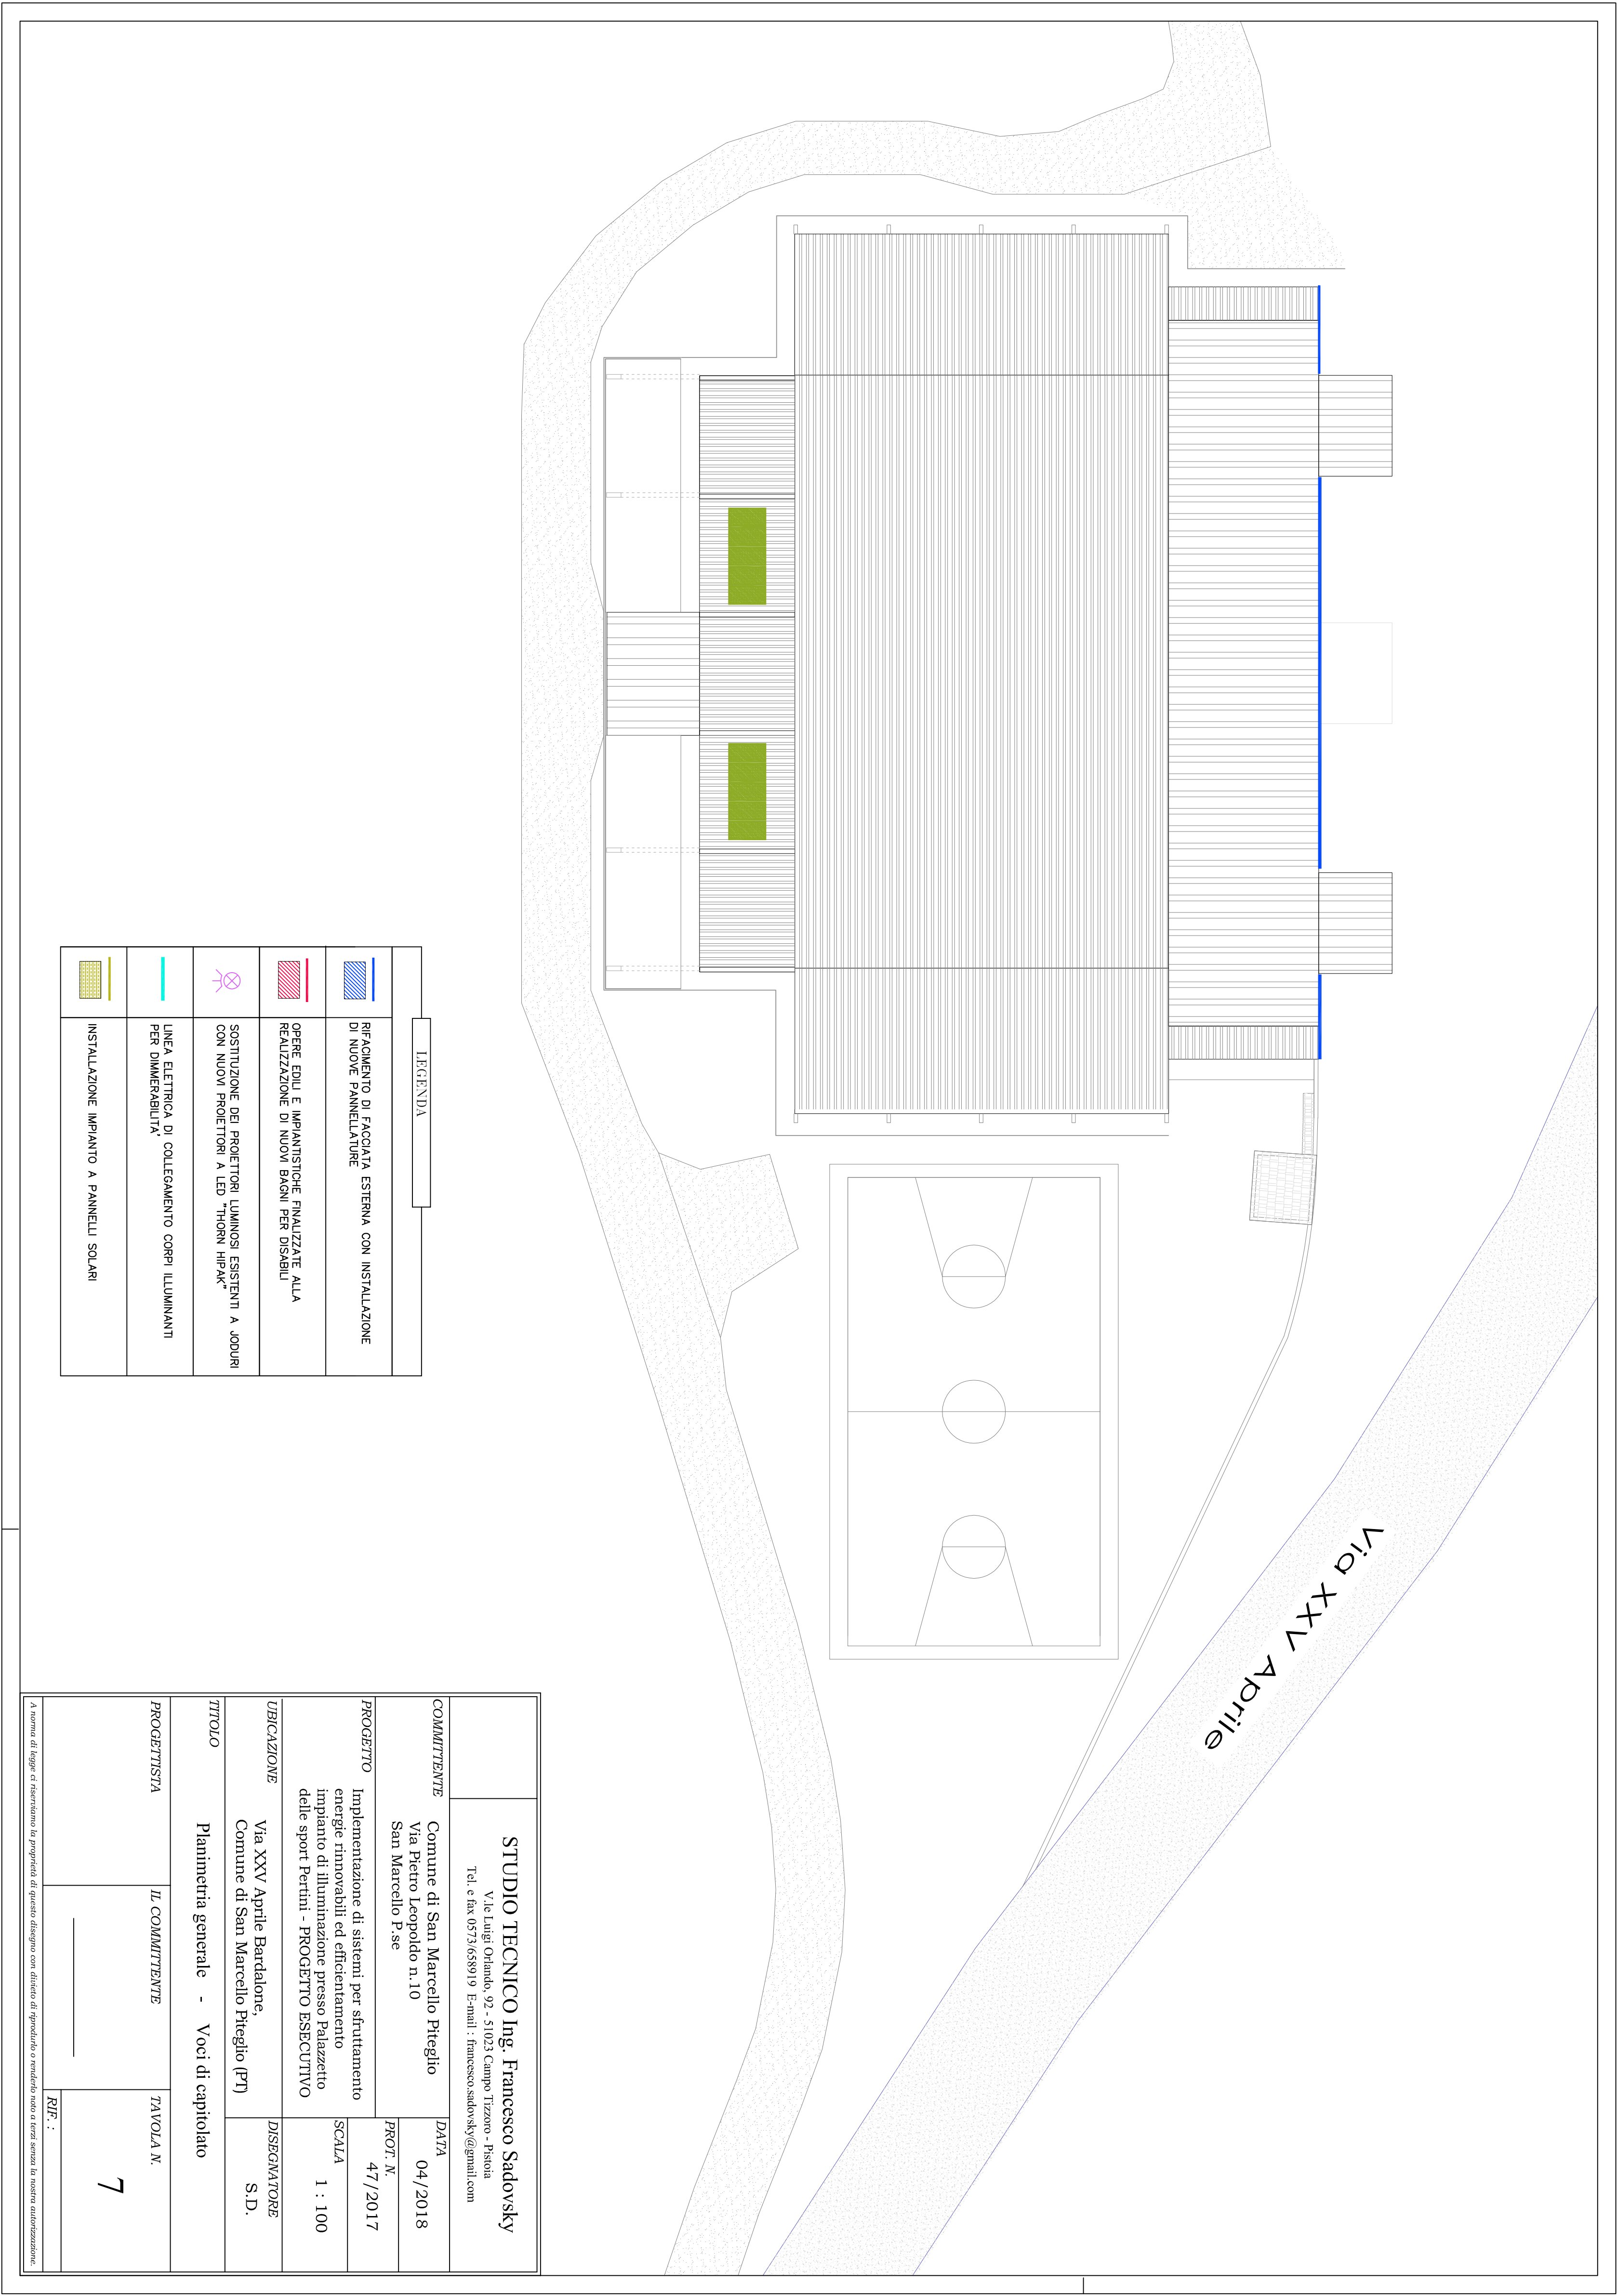 Via XXV Aprile
LEGENDA
RIFACIMENTO DI FACCIATA ESTERNA CON INSTALLAZIONE
DI NUOVE PANNELLATURE
OPERE EDILI E IMPIANTISTICHE FINALIZZATE ALLA
REALIZZAZIONE DI NUOVI BAGNI PER DISABILI
SOSTITUZIONE DEI PROIETTORI LUMINOSI ESISTENTI A JODURI
CON NUOVI PROIETTORI A LED "THORN HIPAK"
LINEA ELETTRICA DI COLLEGAMENTO CORPI ILLUMINANTI
PER DIMMERABILITA'
INSTALLAZIONE IMPIANTO A PANNELLI SOLARI
STUDIO TECNICO Ing. Francesco Sadovsky
V.le Luigi Orlando, 92 - 51023 Campo Tizzoro - Pistoia
Tel. e fax 0573/658919 E-mail : francesco.sadovsky@gmail.com
COMMITTENTE
Comune di San Marcello Piteglio
Via Pietro Leopoldo n.10
San Marcello P.se
DATA
04/2018
PROT. N.
47/2017
PROGETTO
Implementazione di sistemi per sfruttamento
energie rinnovabili ed efficientamento
impianto di illuminazione presso Palazzetto
delle sport Pertini - PROGETTO ESECUTIVO
SCALA
1 : 100
UBICAZIONE
Via XXV Aprile Bardalone,
Comune di San Marcello Piteglio (PT)
DISEGNATORE
S.D.
TITOLO
Planimetria generale - Voci di capitolato
PROGETTISTA
IL COMMITTENTE
TAVOLA N.
7
RIF. :
A norma di legge ci riserviamo la proprietà di questo disegno con divieto di riprodurlo o renderlo noto a terzi senza la nostra autorizzazione.